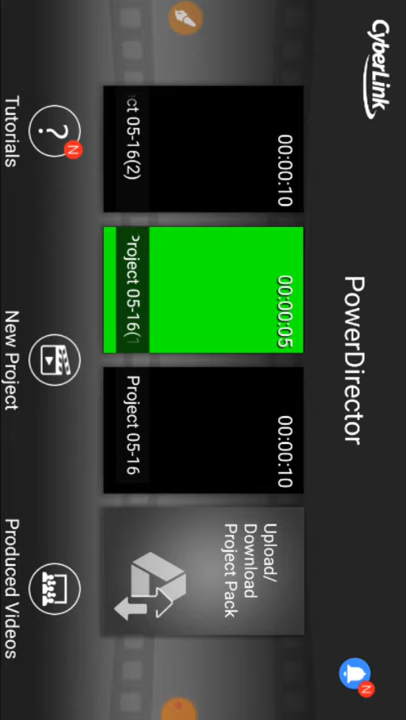 CyberLink
PowerDirector
N
00:00:10
ct 05-16(2)
00:00:05
Project 05-16(1
00:00:10
Project 05-16
Upload/
Download
Project Pack
N
Tutorials
New Project
Produced Videos